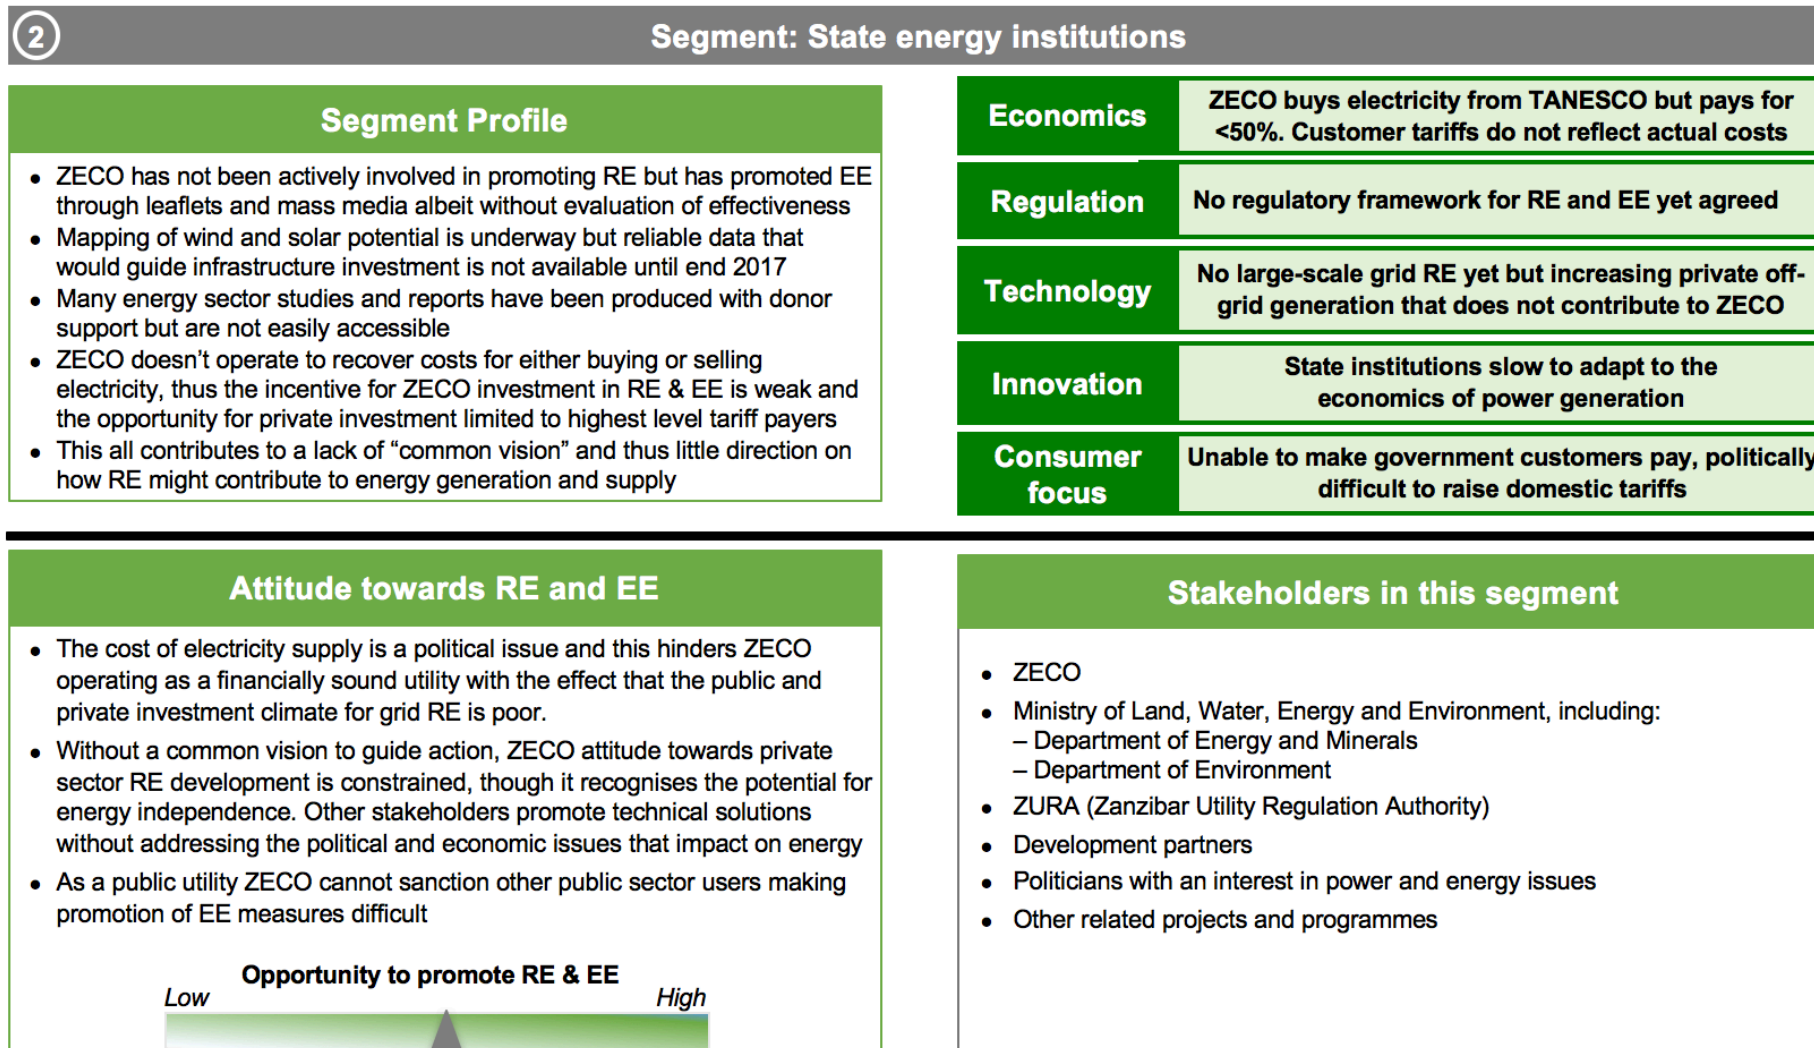 2
Segment: State energy institutions
Segment Profile
• ZECO has not been actively involved in promoting RE but has promoted EE
through leaflets and mass media albeit without evaluation of effectiveness
• Mapping of wind and solar potential is underway but reliable data that
would guide infrastructure investment is not available until end 2017
• Many energy sector studies and reports have been produced with donor
support but are not easily accessible
• ZECO doesn’t operate to recover costs for either buying or selling
electricity, thus the incentive for ZECO investment in RE & EE is weak and
the opportunity for private investment limited to highest level tariff payers
• This all contributes to a lack of “common vision” and thus little direction on
how RE might contribute to energy generation and supply
Economics
ZECO buys electricity from TANESCO but pays for
<50%. Customer tariffs do not reflect actual costs
Regulation
No regulatory framework for RE and EE yet agreed
Technology
No large-scale grid RE yet but increasing private off-
grid generation that does not contribute to ZECO
Innovation
State institutions slow to adapt to the
economics of power generation
Consumer
focus
Unable to make government customers pay, politically
difficult to raise domestic tariffs
Attitude towards RE and EE
• The cost of electricity supply is a political issue and this hinders ZECO
operating as a financially sound utility with the effect that the public and
private investment climate for grid RE is poor.
• Without a common vision to guide action, ZECO attitude towards private
sector RE development is constrained, though it recognises the potential for
energy independence. Other stakeholders promote technical solutions
without addressing the political and economic issues that impact on energy
• As a public utility ZECO cannot sanction other public sector users making
promotion of EE measures difficult
Opportunity to promote RE & EE
Low High
Stakeholders in this segment
• ZECO
• Ministry of Land, Water, Energy and Environment, including:
– Department of Energy and Minerals
– Department of Environment
• ZURA (Zanzibar Utility Regulation Authority)
• Development partners
• Politicians with an interest in power and energy issues
• Other related projects and programmes